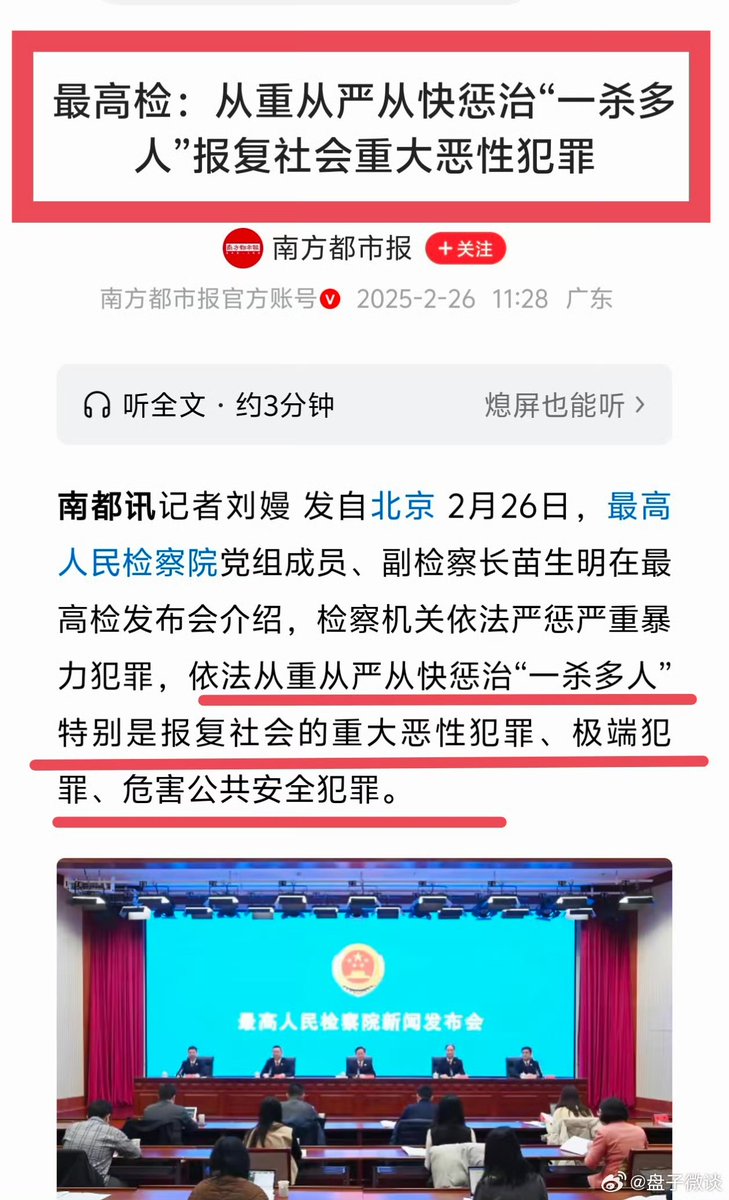 最高检：从重从严从快惩治“一杀多
人”报复社会重大恶性犯罪
南方都市报
+关注
南方都市报官方账号 2025-2-26 11:28 广东
听全文·约3分钟
熄屏也能听
南都讯记者刘嫚 发自北京 2月26日，最高
人民检察院党组成员、副检察长苗生明在最
高检发布会介绍，检察机关依法严惩严重暴
力犯罪，依法从重从严从快惩治“一杀多人”
特别是报复社会的重大恶性犯罪、极端犯
罪、危害公共安全犯罪。
最高人民检察院新闻发布会
@盘子微谈